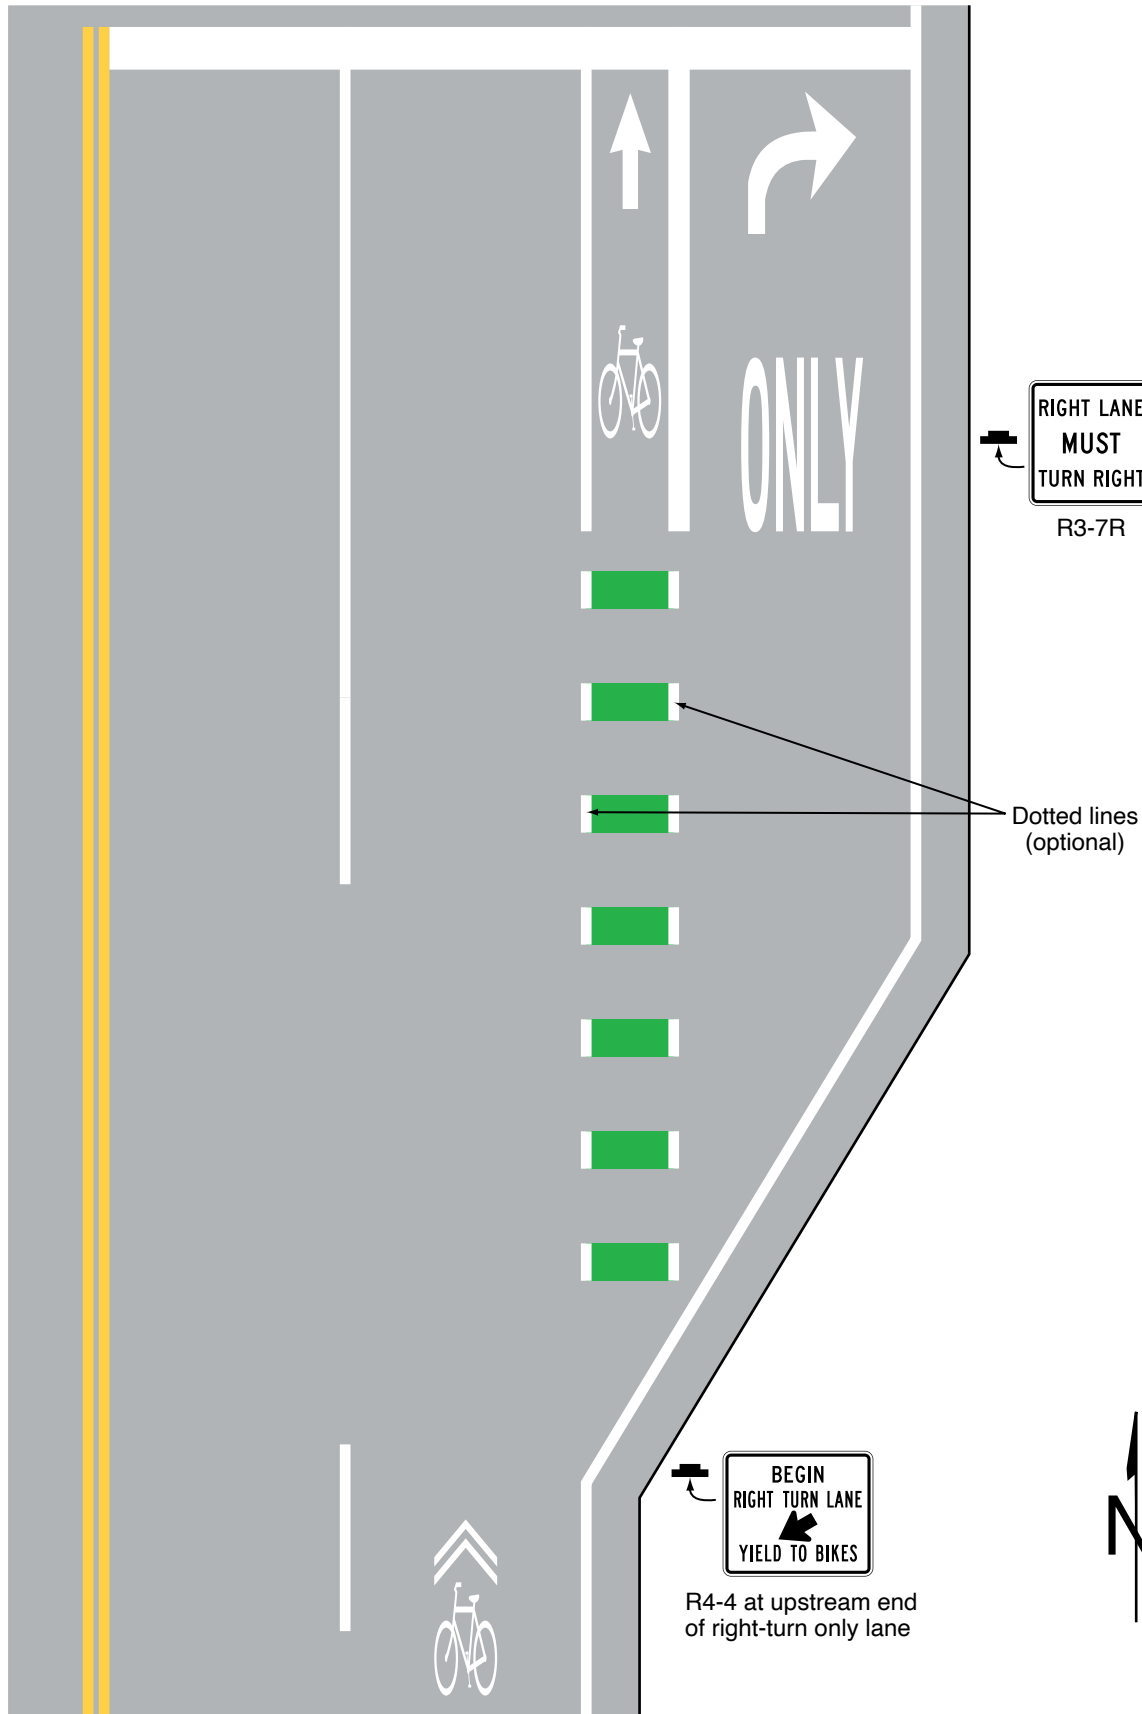 ONLY
RIGHT LANE
MUST
TURN RIGHT
R3-7R
Dotted lines
(optional)
BEGIN
RIGHT TURN LANE
YIELD TO BIKES
R4-4 at upstream end
of right-turn only lane
N